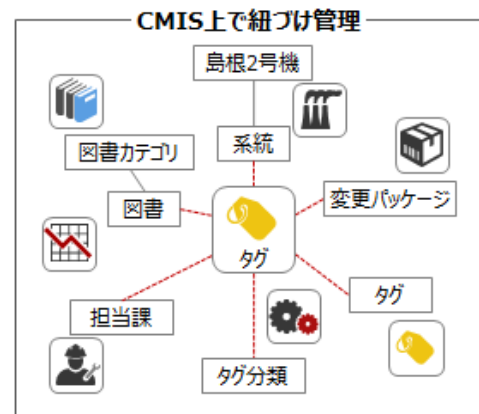 CMIS上で紐づけ管理
島根2号機
系統
図書カテゴリ
図書
変更パッケージ
タグ
タグ
担当課
タグ分類